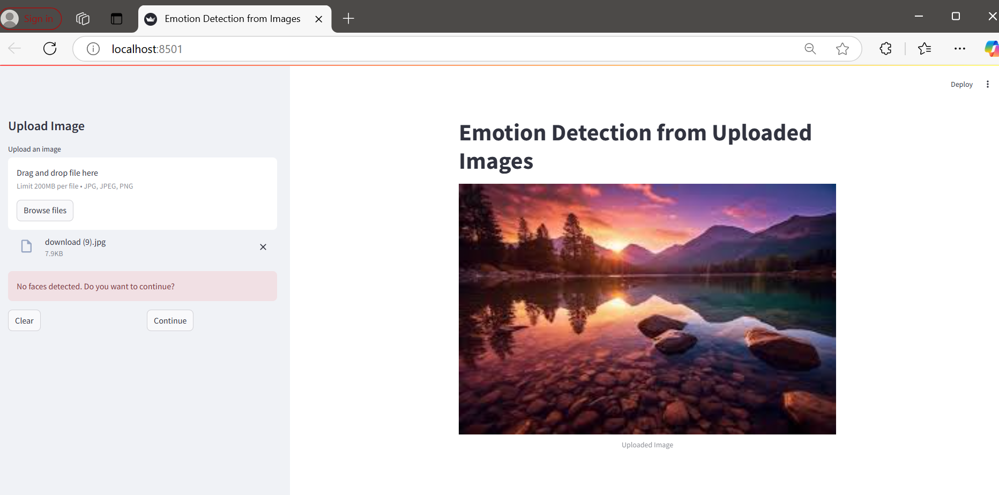 Sign in
Emotion Detection from Images
localhost:8501
Deploy
Upload Image
Upload an image
Drag and drop file here
Limit 200MB per file • JPG, JPEG, PNG
Browse files
download (9).jpg
7.9KB
No faces detected. Do you want to continue?
Clear
Continue
Emotion Detection from Uploaded
Images
Uploaded Image